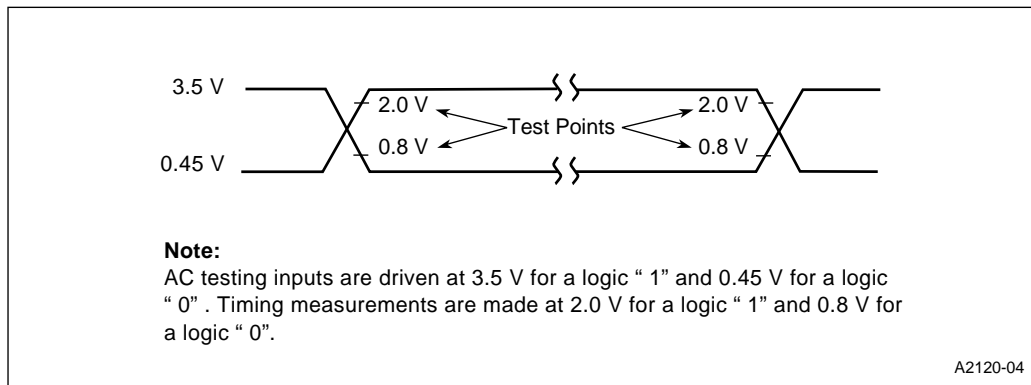 3.5 V
2.0 V
2.0 V
Test Points
0.8 V
0.8 V
0.45 V
Note:
AC testing inputs are driven at 3.5 V for a logic “ 1” and 0.45 V for a logic
“ 0” . Timing measurements are made at 2.0 V for a logic “ 1” and 0.8 V for
a logic “ 0”.
A2120-04